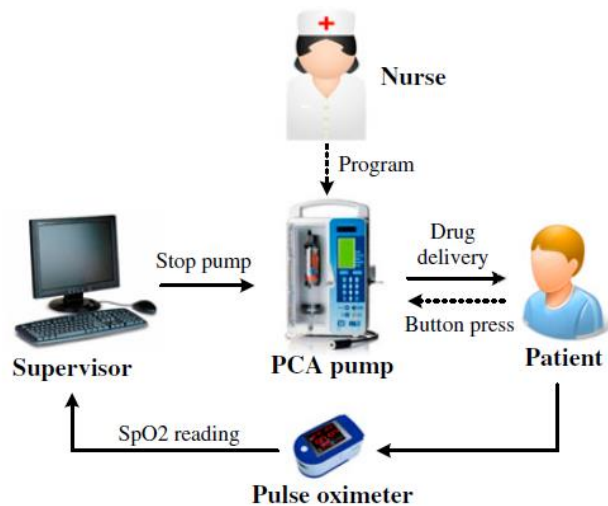 Nurse
Program
Stop pump
Drug
delivery
Button press
Supervisor
PCA pump
Patient
SpO2 reading
Pulse oximeter